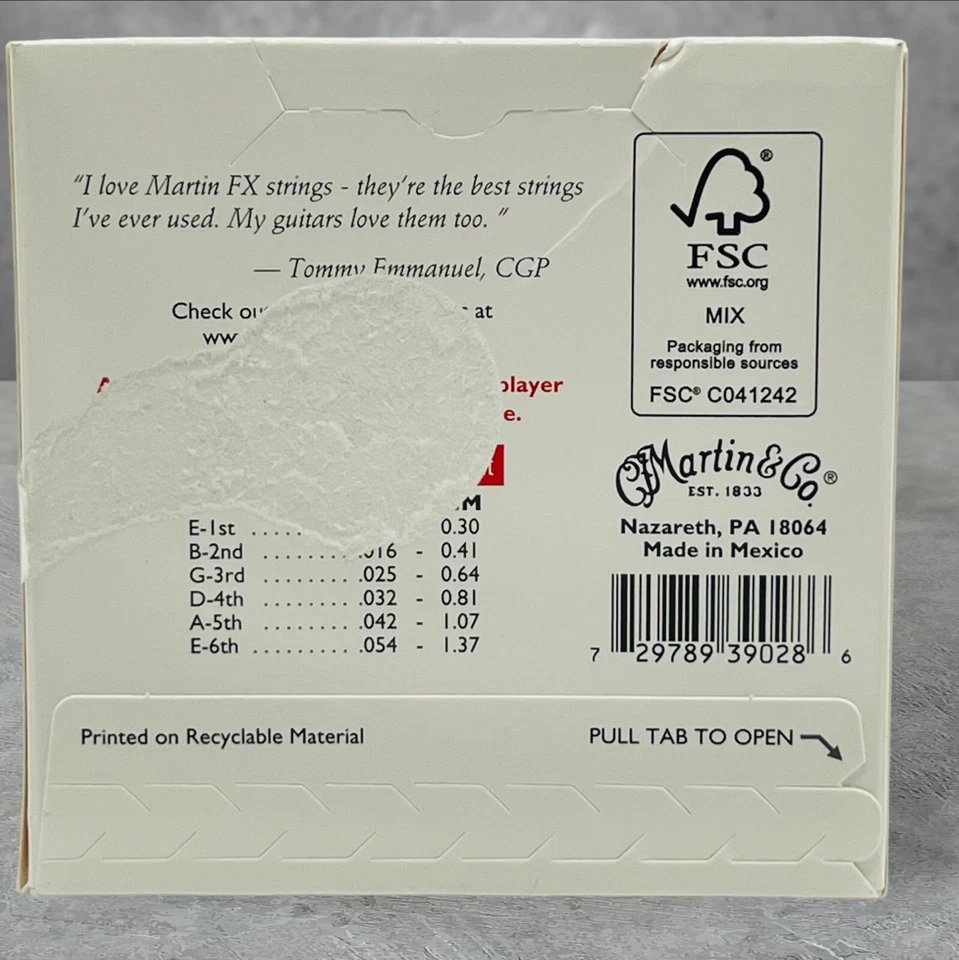 “I love Martin FX strings - they’re the best strings
I’ve ever used. My guitars love them too. ”
— Tommy Emmanuel, CGP
Check at
player
E-1st ..... 0.30
B-2nd ........ .016 - 0.41
G-3rd ......... .025 - 0.64
D-4th ......... .032 - 0.81
A-5th ......... .042 - 1.07
E-6th .......... .054 - 1.37
®
FSC
www.fsc.org
MIX
Packaging from
responsible sources
FSC® C041242
CF Martin & Co. ®
EST. 1833
Nazareth, PA 18064
Made in Mexico
7 29789 39028 6
Printed on Recyclable Material
PULL TAB TO OPEN